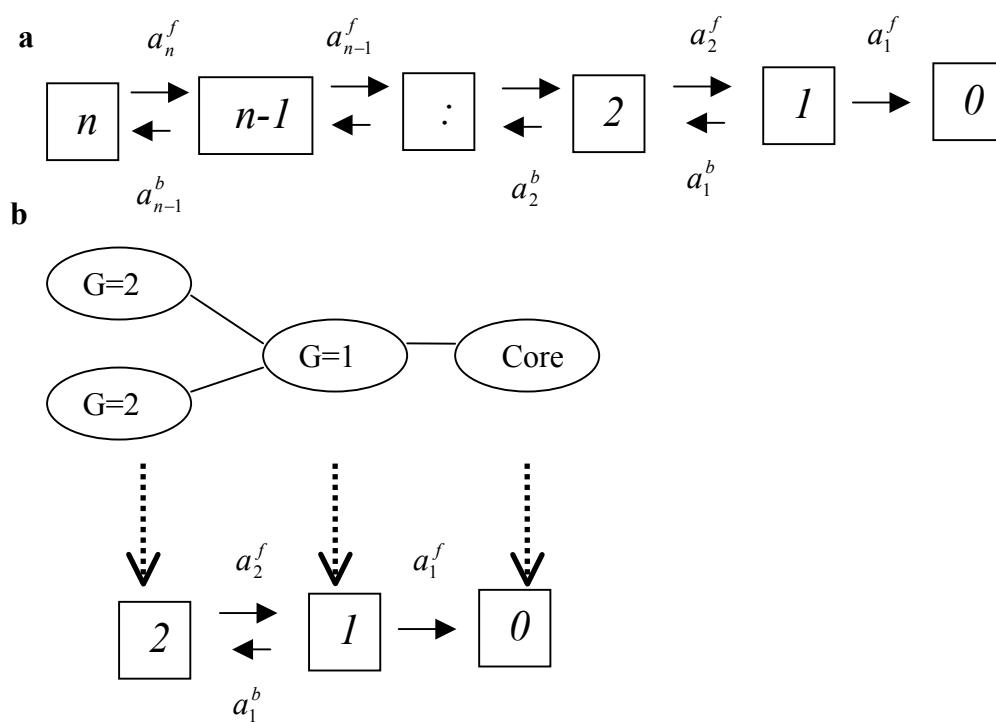 a
a_n^f a_{n-1}^f a_2^f a_1^f
n n-1 : 2 1 0
a_{n-1}^b a_2^b a_1^b
b
G=2
G=1 Core
G=2
a_2^f a_1^f
2 1 0
a_1^b